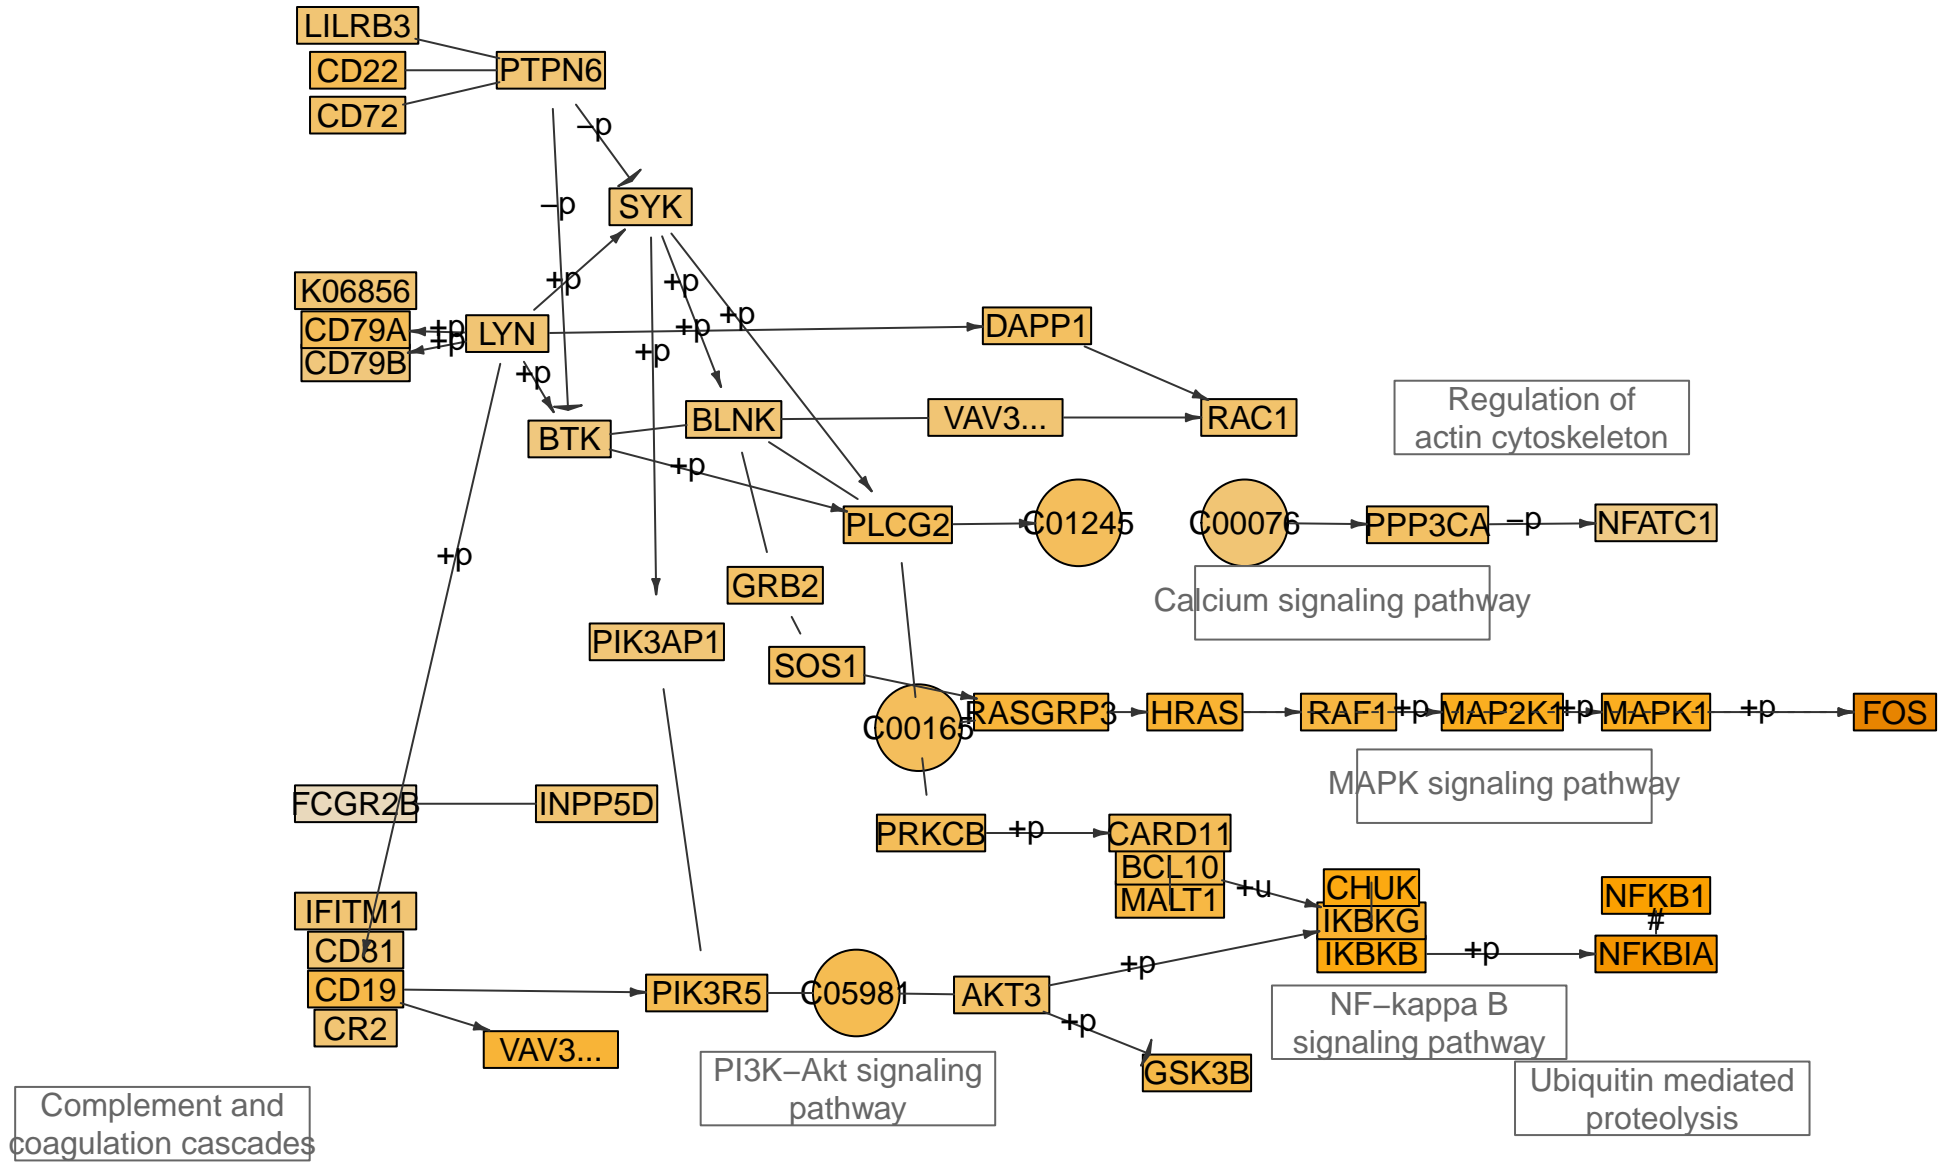 LILRB3
CD22
PTPN6
CD72
–p
SYK
–p
+p
+p
K06856
CD79A
+p
LYN
+p
+p
DAPP1
CD79B
+p
+p
+p
BTK
BLNK
VAV3...
RAC1
Regulation of
actin cytoskeleton
+p
PLCG2
C01245
C00076
PPP3CA
–p
NFATC1
+p
GRB2
Calcium signaling pathway
PIK3AP1
SOS1
C00165
RASGRP3
HRAS
RAF1
+p
MAP2K1
+p
MAPK1
+p
FOS
MAPK signaling pathway
FCGR2B
INPP5D
PRKCB
+p
CARD11
BCL10
MALT1
+u
CHUK
IKBKG
IKBKB
NFKB1
#
+p
NFKBIA
IFITM1
CD81
CD19
CR2
PIK3R5
C05981
AKT3
+p
+p
VAV3...
GSK3B
NF–kappa B
signaling pathway
PI3K–Akt signaling
pathway
Ubiquitin mediated
proteolysis
Complement and
coagulation cascades